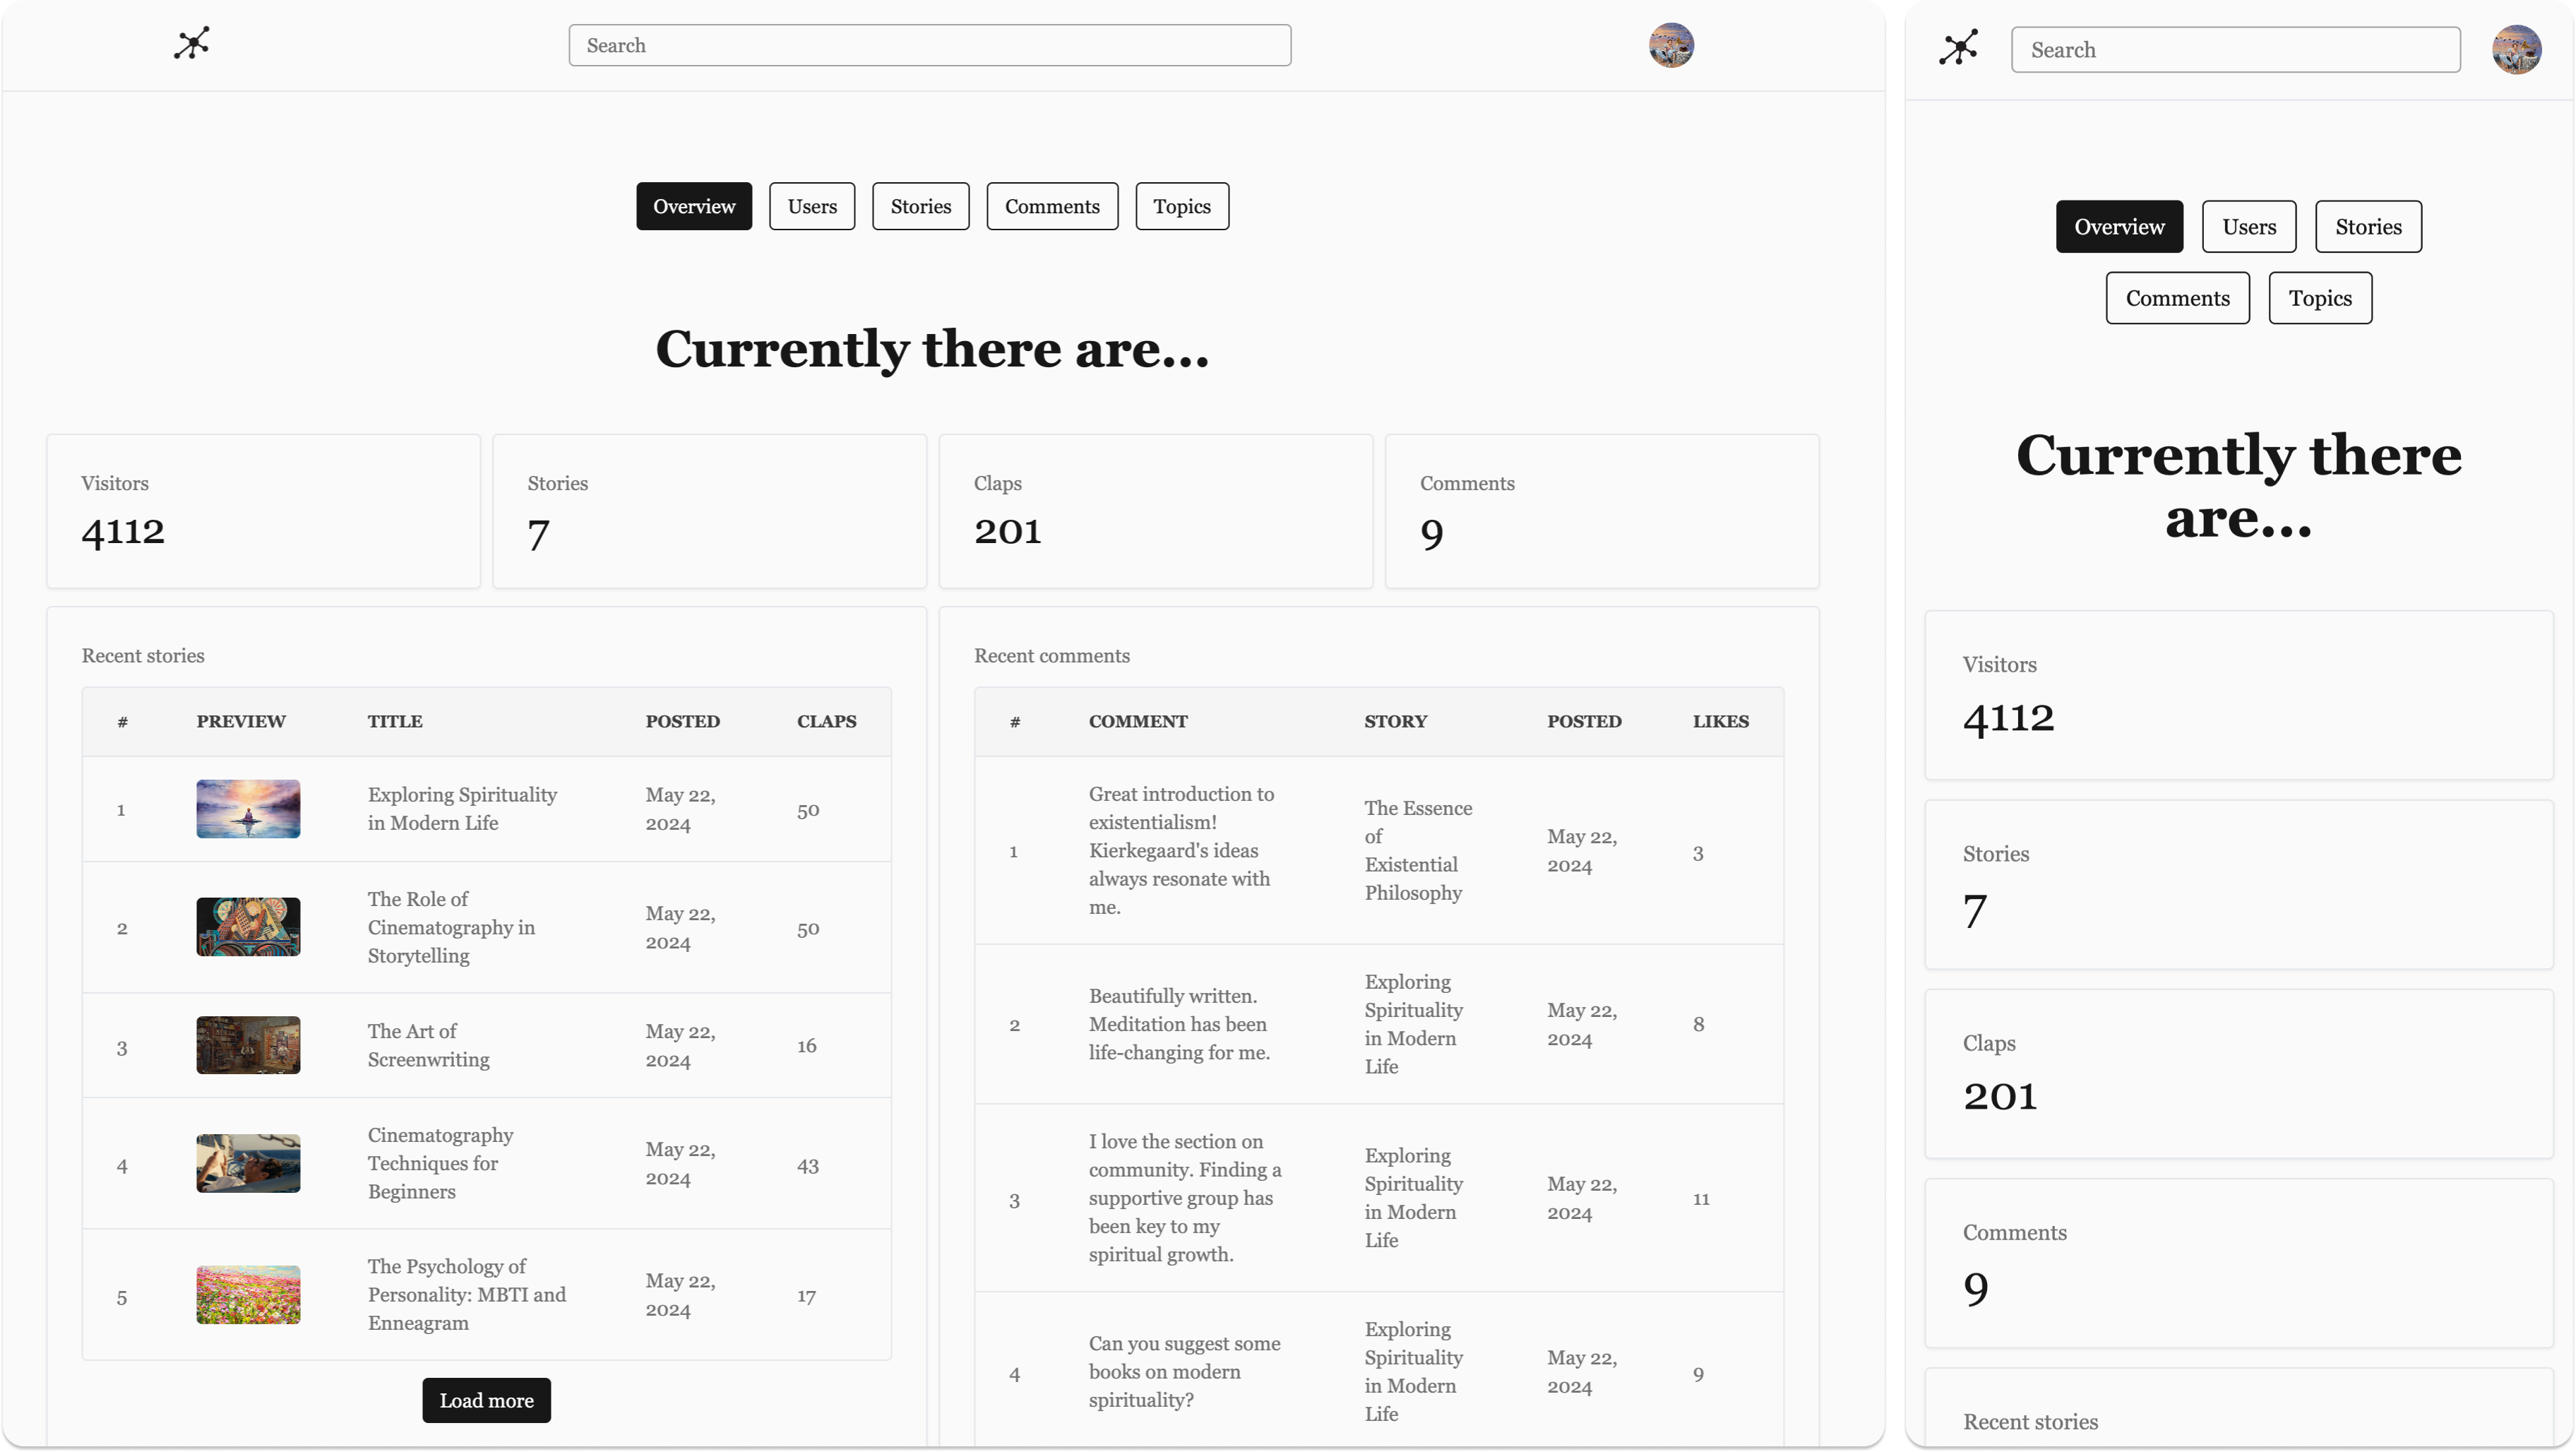 Search
Overview
Users
Stories
Comments
Topics
Currently there are...
Visitors
4112
Stories
7
Claps
201
Comments
9
Recent stories
# PREVIEW TITLE POSTED CLAPS
1
Exploring Spirituality
in Modern Life
May 22,
2024
50
2
The Role of
Cinematography in
Storytelling
May 22,
2024
50
3
The Art of
Screenwriting
May 22,
2024
16
4
Cinematography
Techniques for
Beginners
May 22,
2024
43
5
The Psychology of
Personality: MBTI and
Enneagram
May 22,
2024
17
Load more
Recent comments
# COMMENT STORY POSTED LIKES
1
Great introduction to
existentialism!
Kierkegaard's ideas
always resonate with
me.
The Essence
of
Existential
Philosophy
May 22,
2024
3
2
Beautifully written.
Meditation has been
life-changing for me.
Exploring
Spirituality
in Modern
Life
May 22,
2024
8
3
I love the section on
community. Finding a
supportive group has
been key to my
spiritual growth.
Exploring
Spirituality
in Modern
Life
May 22,
2024
11
4
Can you suggest some
books on modern
spirituality?
Exploring
Spirituality
in Modern
Life
May 22,
2024
9
Search
Overview
Users
Stories
Comments
Topics
Currently there
are...
Visitors
4112
Stories
7
Claps
201
Comments
9
Recent stories